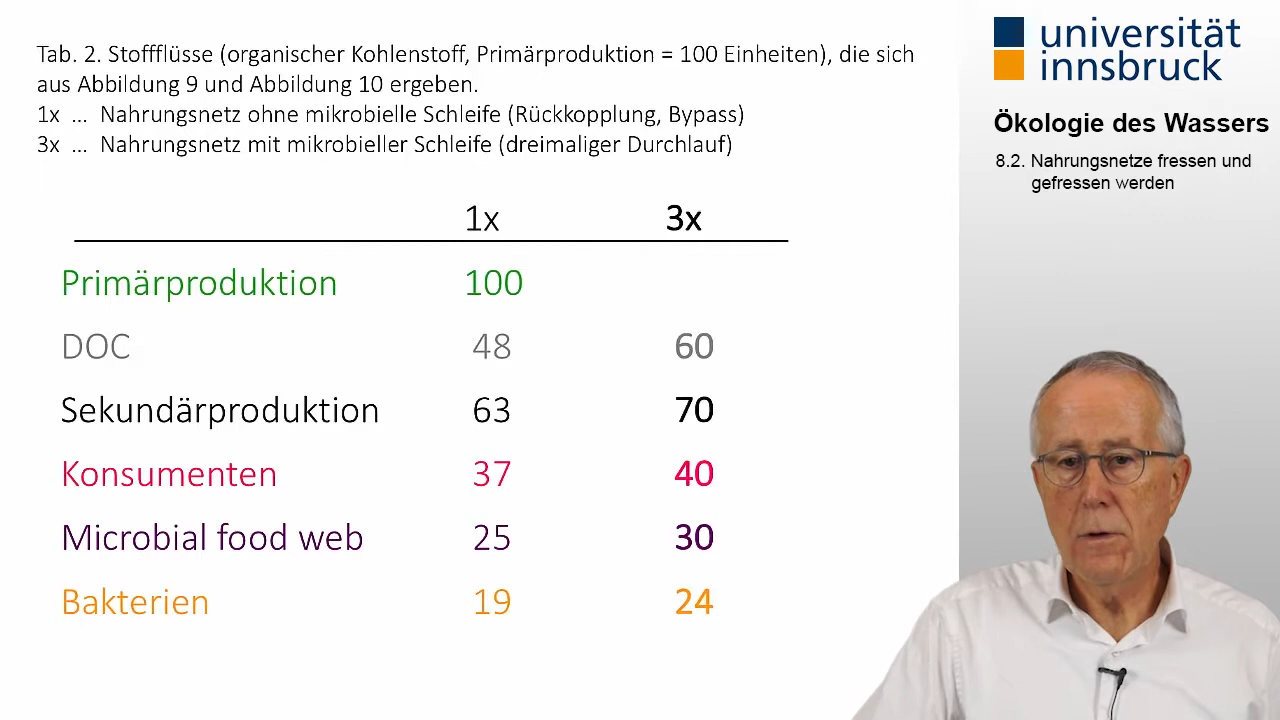 Tab. 2. Stoffflüsse (organischer Kohlenstoff, Primärproduktion = 100 Einheiten), die sich
aus Abbildung 9 und Abbildung 10 ergeben.
1x ... Nahrungsnetz ohne mikrobielle Schleife (Rückkopplung, Bypass)
3x ... Nahrungsnetz mit mikrobieller Schleife (dreimaliger Durchlauf)
1x 3x
Primärproduktion 100
DOC 48 60
Sekundärproduktion 63 70
Konsumenten 37 40
Microbial food web 25 30
Bakterien 19 24
universität
innsbruck
Ökologie des Wassers
8.2. Nahrungsnetze fressen und
gefressen werden